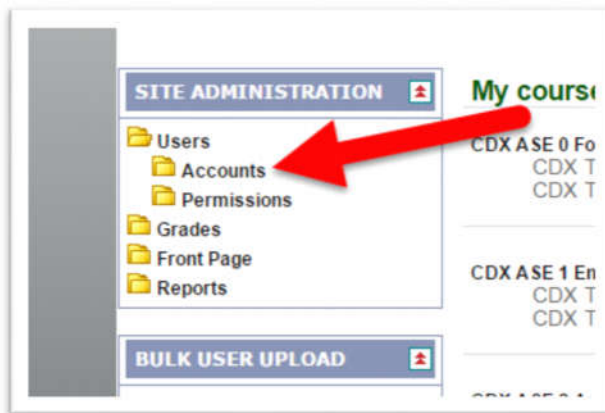 SITE ADMINISTRATION
Users
Accounts
Permissions
Grades
Front Page
Reports
BULK USER UPLOAD
My course
CDX ASE 0 Fo
CDX T
CDX T
CDX ASE 1 En
CDX T
CDX T